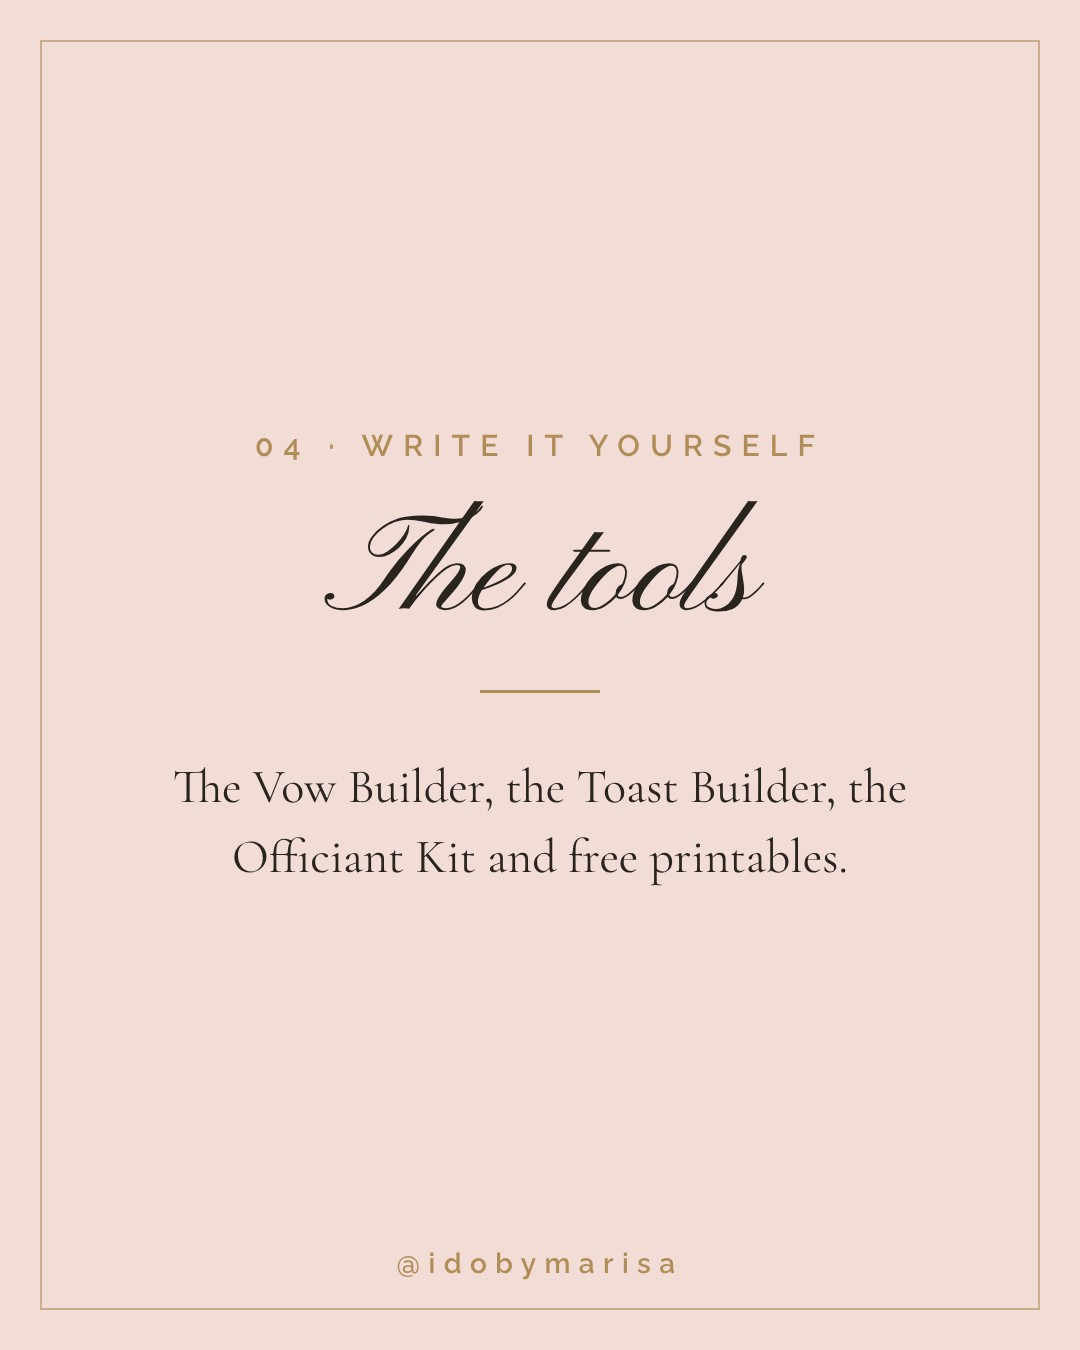 04 · WRITE IT YOURSELF
The tools
The Vow Builder, the Toast Builder, the
Officiant Kit and free printables.
@idobymarisa